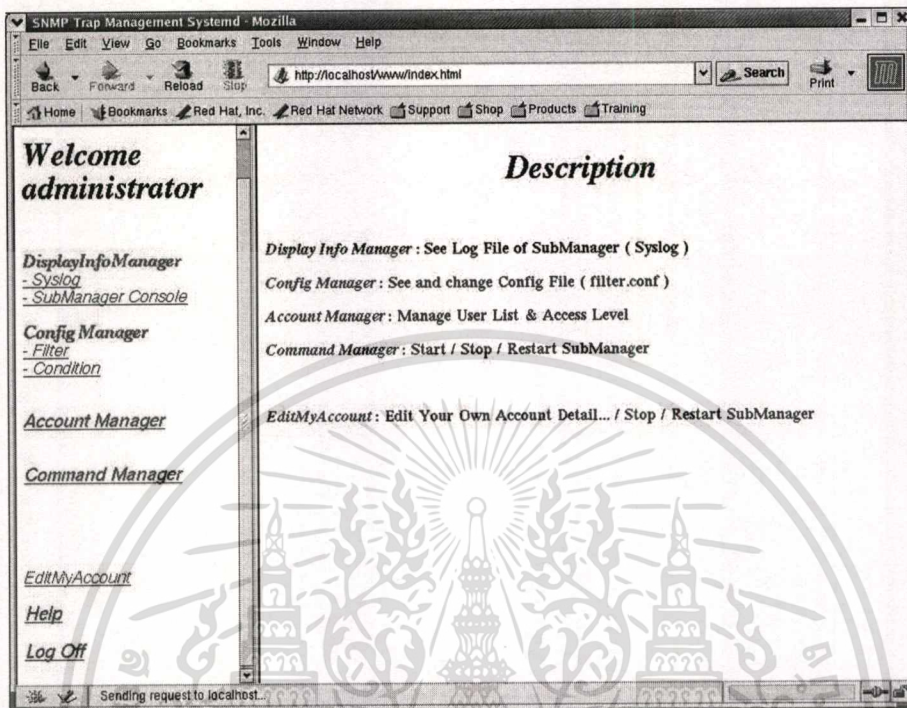 SNMP Trap Management Systemd - Mozilla
File Edit View Go Bookmarks Tools Window Help
Back Forward Reload Stop http://localhost/www/index.html Search Print
Home Bookmarks Red Hat, Inc. Red Hat Network Support Shop Products Training
Welcome
administrator
DisplayInfoManager
- Syslog
- SubManager Console
Config Manager
- Filter
- Condition
Account Manager
Command Manager
EditMyAccount
Help
Log Off
Description
Display Info Manager : See Log File of SubManager ( Syslog )
Config Manager : See and change Config File ( filter.conf )
Account Manager : Manage User List & Access Level
Command Manager : Start / Stop / Restart SubManager
EditMyAccount : Edit Your Own Account Detail... / Stop / Restart SubManager
Sending request to localhost...